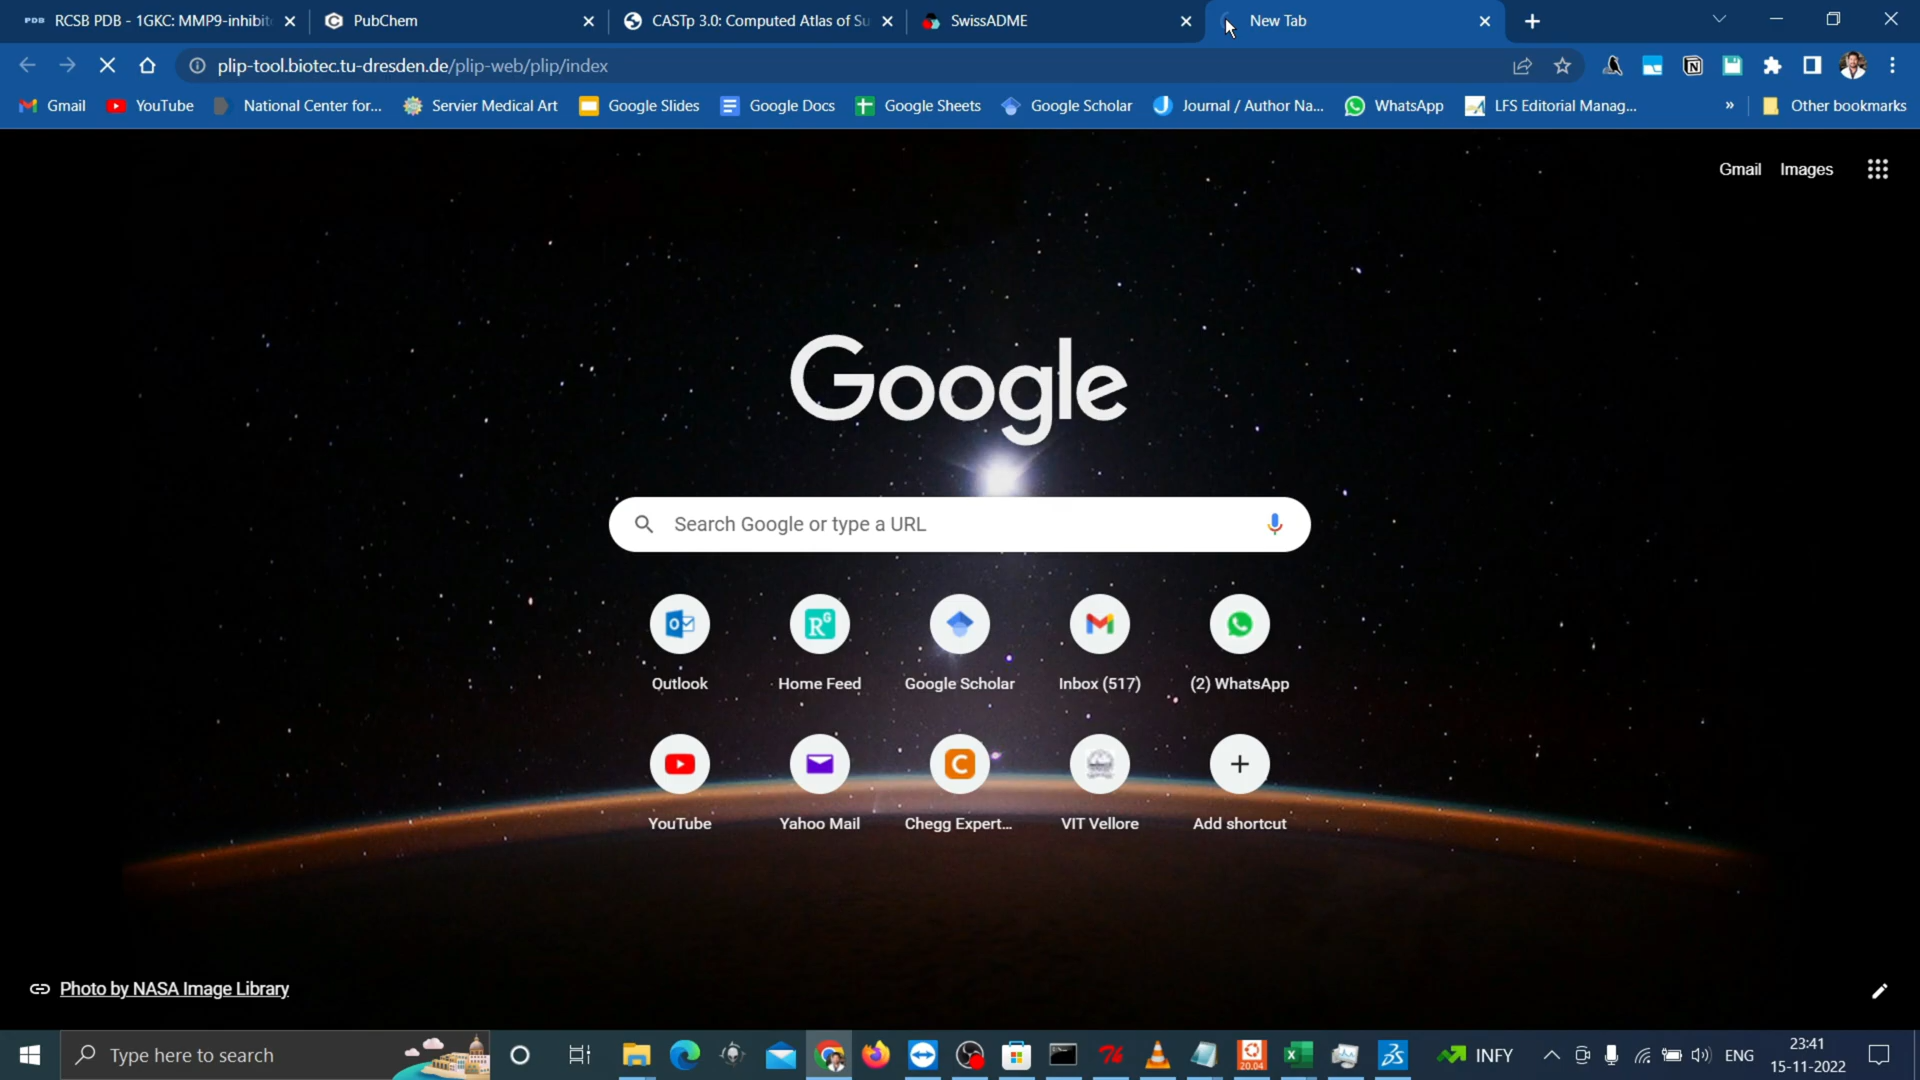 PDB RCSB PDB - 1GKC: MMP9-inhibit
PubChem
CASTp 3.0: Computed Atlas of Su
SwissADME
New Tab
plip-tool.biotec.tu-dresden.de/plip-web/plip/index
Gmail YouTube National Center for... Servier Medical Art Google Slides Google Docs Google Sheets Google Scholar Journal / Author Na... WhatsApp LFS Editorial Manag... » Other bookmarks
Gmail Images
Google
Search Google or type a URL
Outlook Home Feed Google Scholar Inbox (517) (2) WhatsApp
YouTube Yahoo Mail Chegg Expert... VIT Vellore Add shortcut
Photo by NASA Image Library
Type here to search
20.04
INFY
ENG
23:41
15-11-2022